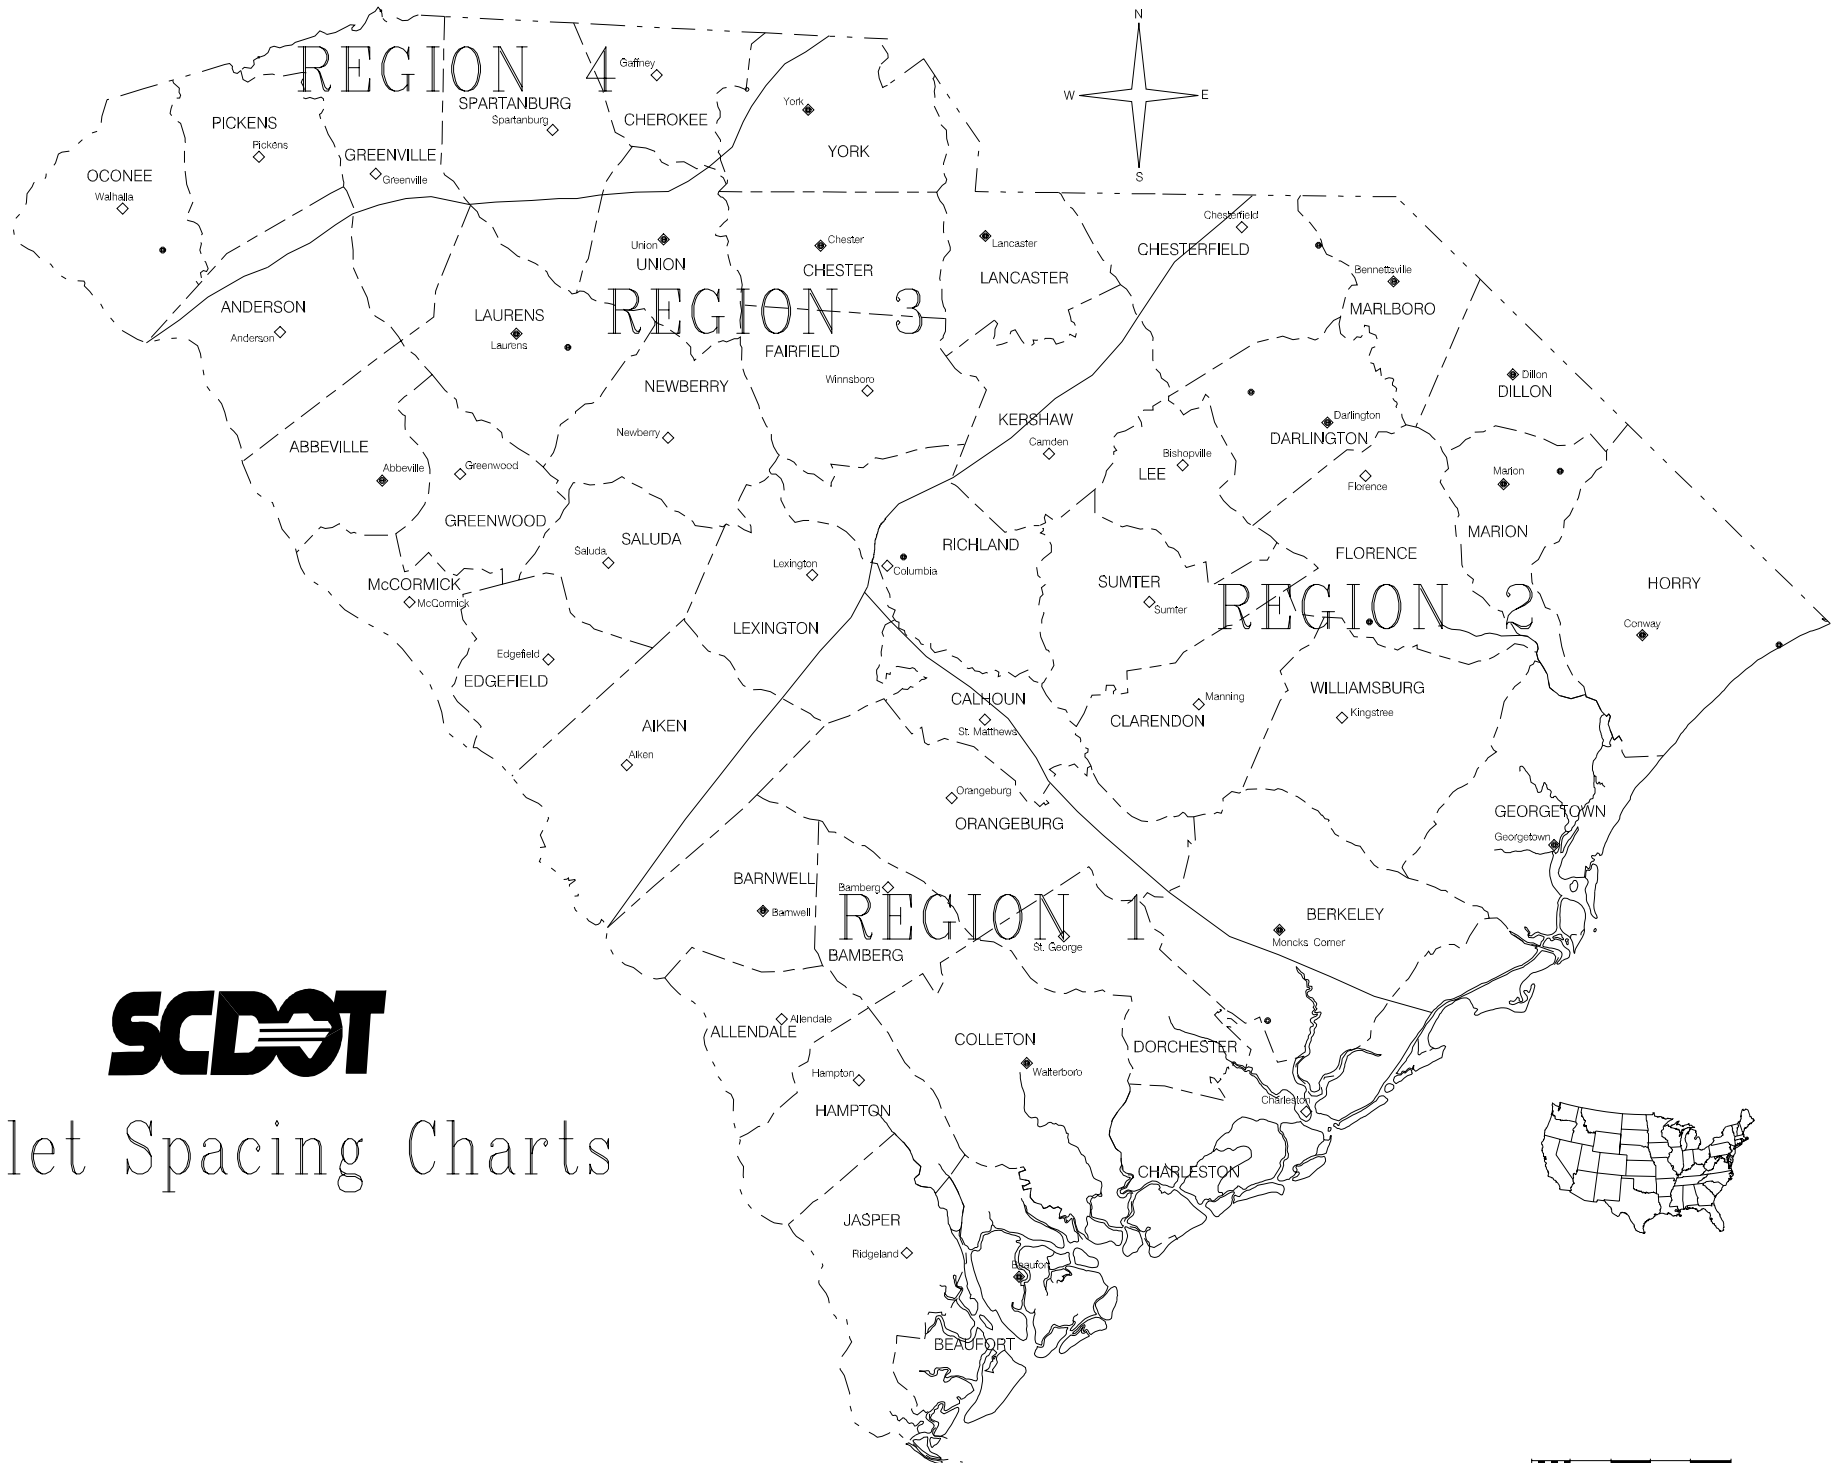 N
W E
S
REGION 4
Gaffney
SPARTANBURG
Spartanburg
CHEROKEE
York
YORK
PICKENS
Pickens
GREENVILLE
Greenville
OCONEE
Walhalla
Union
UNION
Chester
CHESTER
Lancaster
LANCASTER
Chesterfield
CHESTERFIELD
Bennettsville
MARLBORO
ANDERSON
Anderson
LAURENS
Laurens
REGION 3
FAIRFIELD
Winnsboro
NEWBERRY
Newberry
Dillon
DILLON
KERSHAW
Camden
Darlington
DARLINGTON
Bishopville
LEE
Florence
FLORENCE
Marion
MARION
ABBEVILLE
Abbeville
Greenwood
GREENWOOD
Saluda
SALUDA
Lexington
LEXINGTON
RICHLAND
Columbia
SUMTER
Sumter
REGION 2
HORRY
Conway
McCORMICK
McCormick
Edgefield
EDGEFIELD
AIKEN
Aiken
CALHOUN
St. Matthews
Manning
CLARENDON
WILLIAMSBURG
Kingstree
Orangeburg
ORANGEBURG
GEORGETOWN
Georgetown
BARNWELL
Barnwell
Bamberg
BAMBERG
REGION 1
St. George
BERKELEY
Moncks Corner
Allendale
ALLENDALE
COLLETON
Walterboro
DORCHESTER
Hampton
HAMPTON
Charleston
CHARLESTON
JASPER
Ridgeland
Beaufort
BEAUFORT
SCDOT
let Spacing Charts